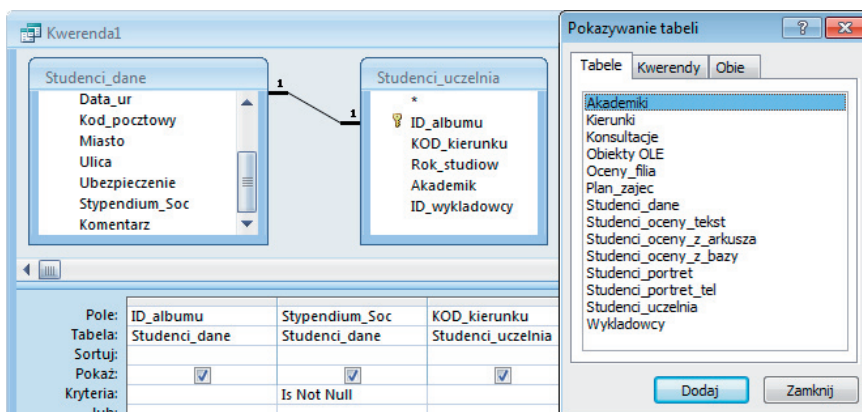 Kwerenda1
Studenci_dane
Data_ur
Kod_pocztowy
Miasto
Ulica
Ubezpieczenie
Stypendium_Soc
Komentarz
1
1
Studenci_uczelnia
*
ID_albumu
KOD_kierunku
Rok_studiow
Akademik
ID_wykladowcy
Pole: ID_albumu Stypendium_Soc KOD_kierunku
Tabela: Studenci_dane Studenci_dane Studenci_uczelnia
Sortuj:
Pokaż:
Kryteria: Is Not Null
Pokazywanie tabeli
Tabele Kwerendy Obie
Akademiki
Kierunki
Konsultacje
Obiekty OLE
Oceny_filia
Plan_zajec
Studenci_dane
Studenci_oceny_tekst
Studenci_oceny_z_arkusza
Studenci_oceny_z_bazy
Studenci_portret
Studenci_portret_tel
Studenci_uczelnia
Wykladowcy
Dodaj Zamknij